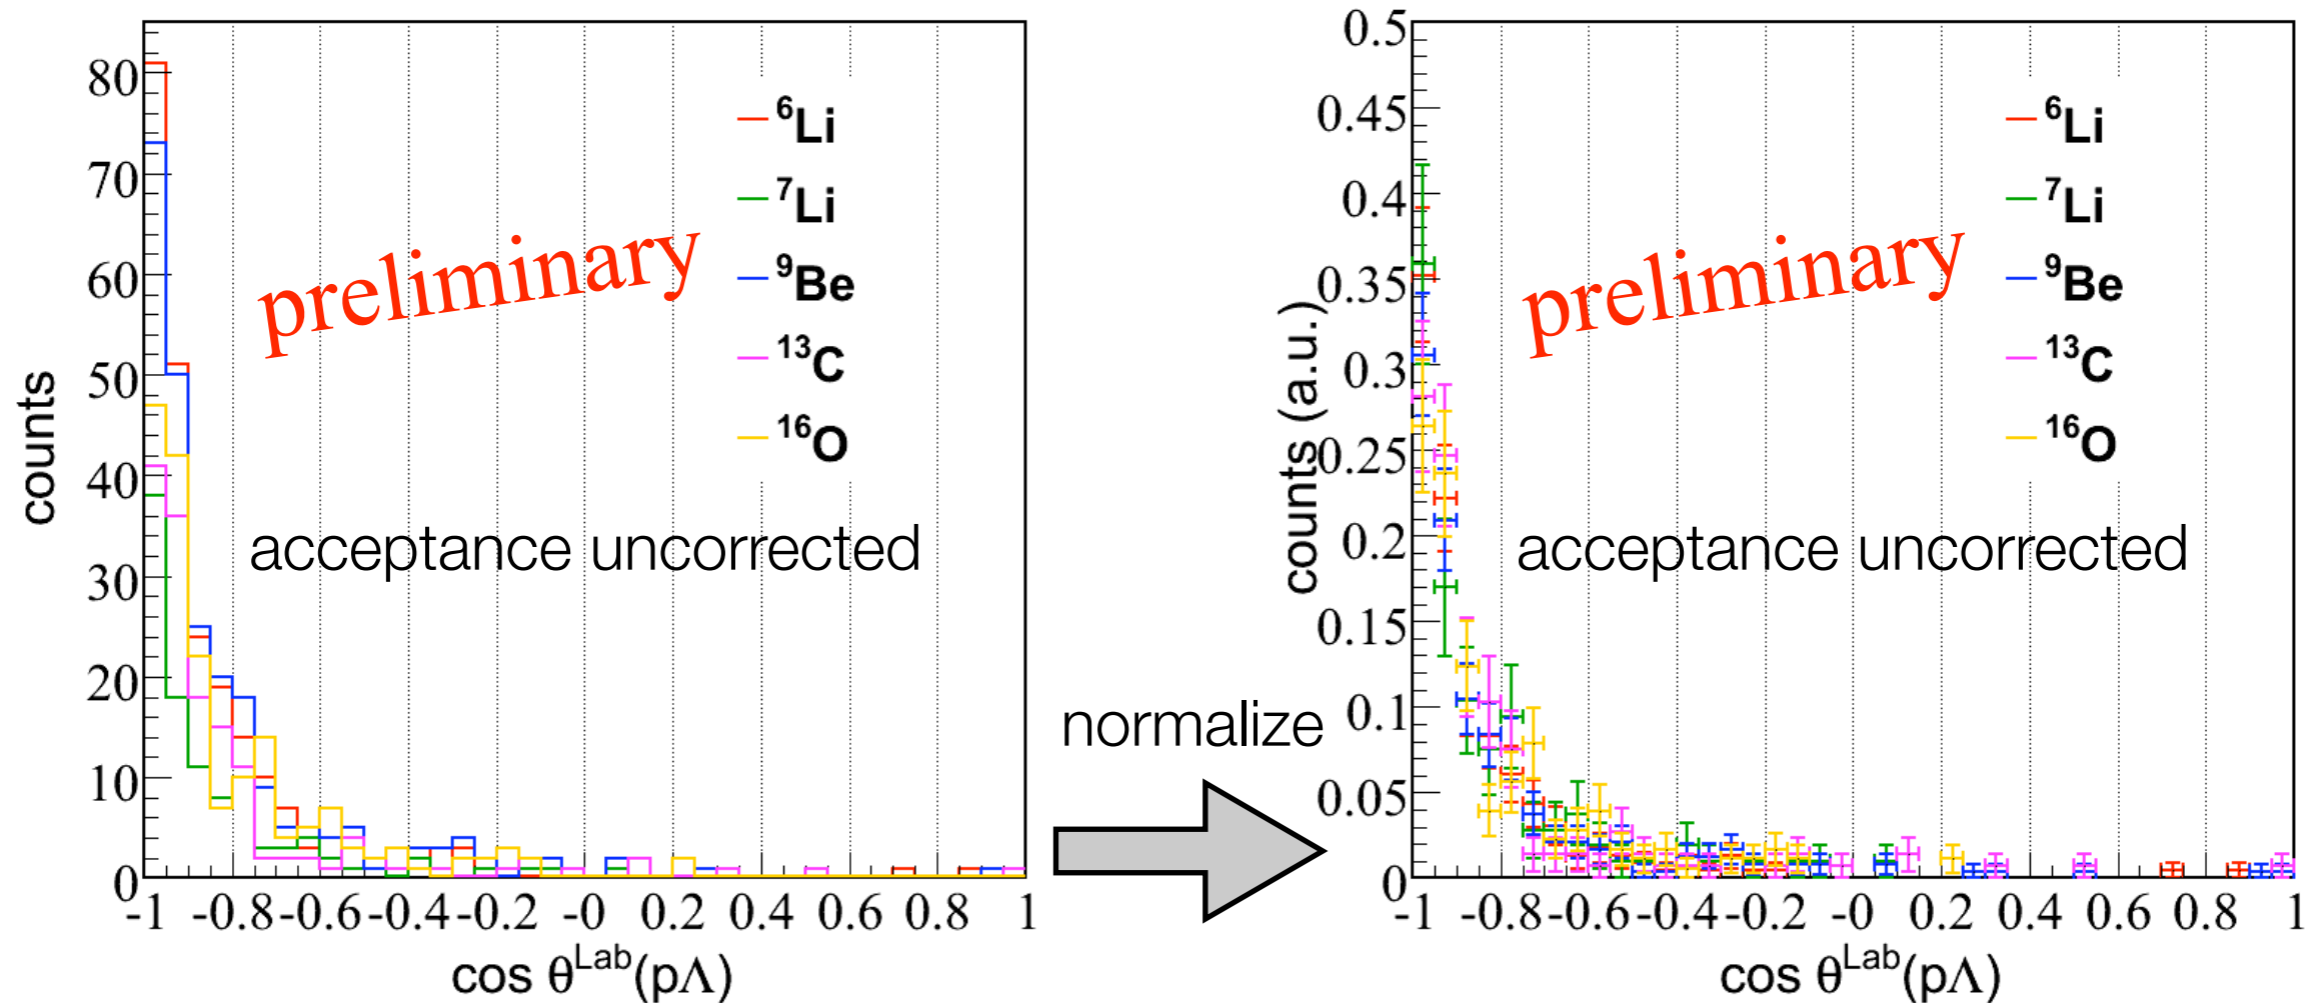 counts
80
70
60
50
40
30
20
10
0
-1 -0.8 -0.6 -0.4 -0.2 -0 0.2 0.4 0.6 0.8 1
cos θ^Lab(pΛ)
⁶Li
⁷Li
⁹Be
¹³C
¹⁶O
preliminary
acceptance uncorrected
normalize
counts (a.u.)
0.5
0.45
0.4
0.35
0.3
0.25
0.2
0.15
0.1
0.05
0
-1 -0.8 -0.6 -0.4 -0.2 -0 0.2 0.4 0.6 0.8 1
cos θ^Lab(pΛ)
⁶Li
⁷Li
⁹Be
¹³C
¹⁶O
preliminary
acceptance uncorrected